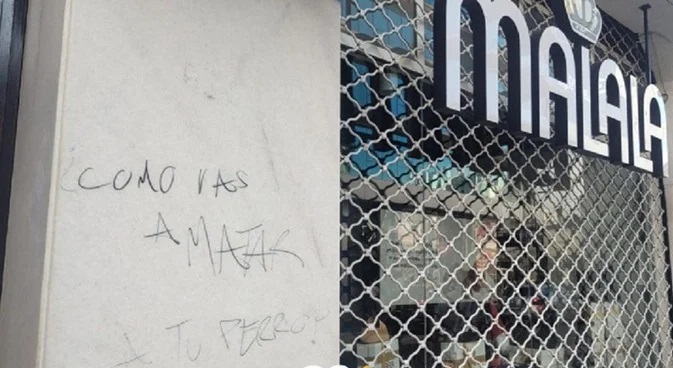 ¿COMO VAS
A MATAR
A TU PERRO?
MALALA